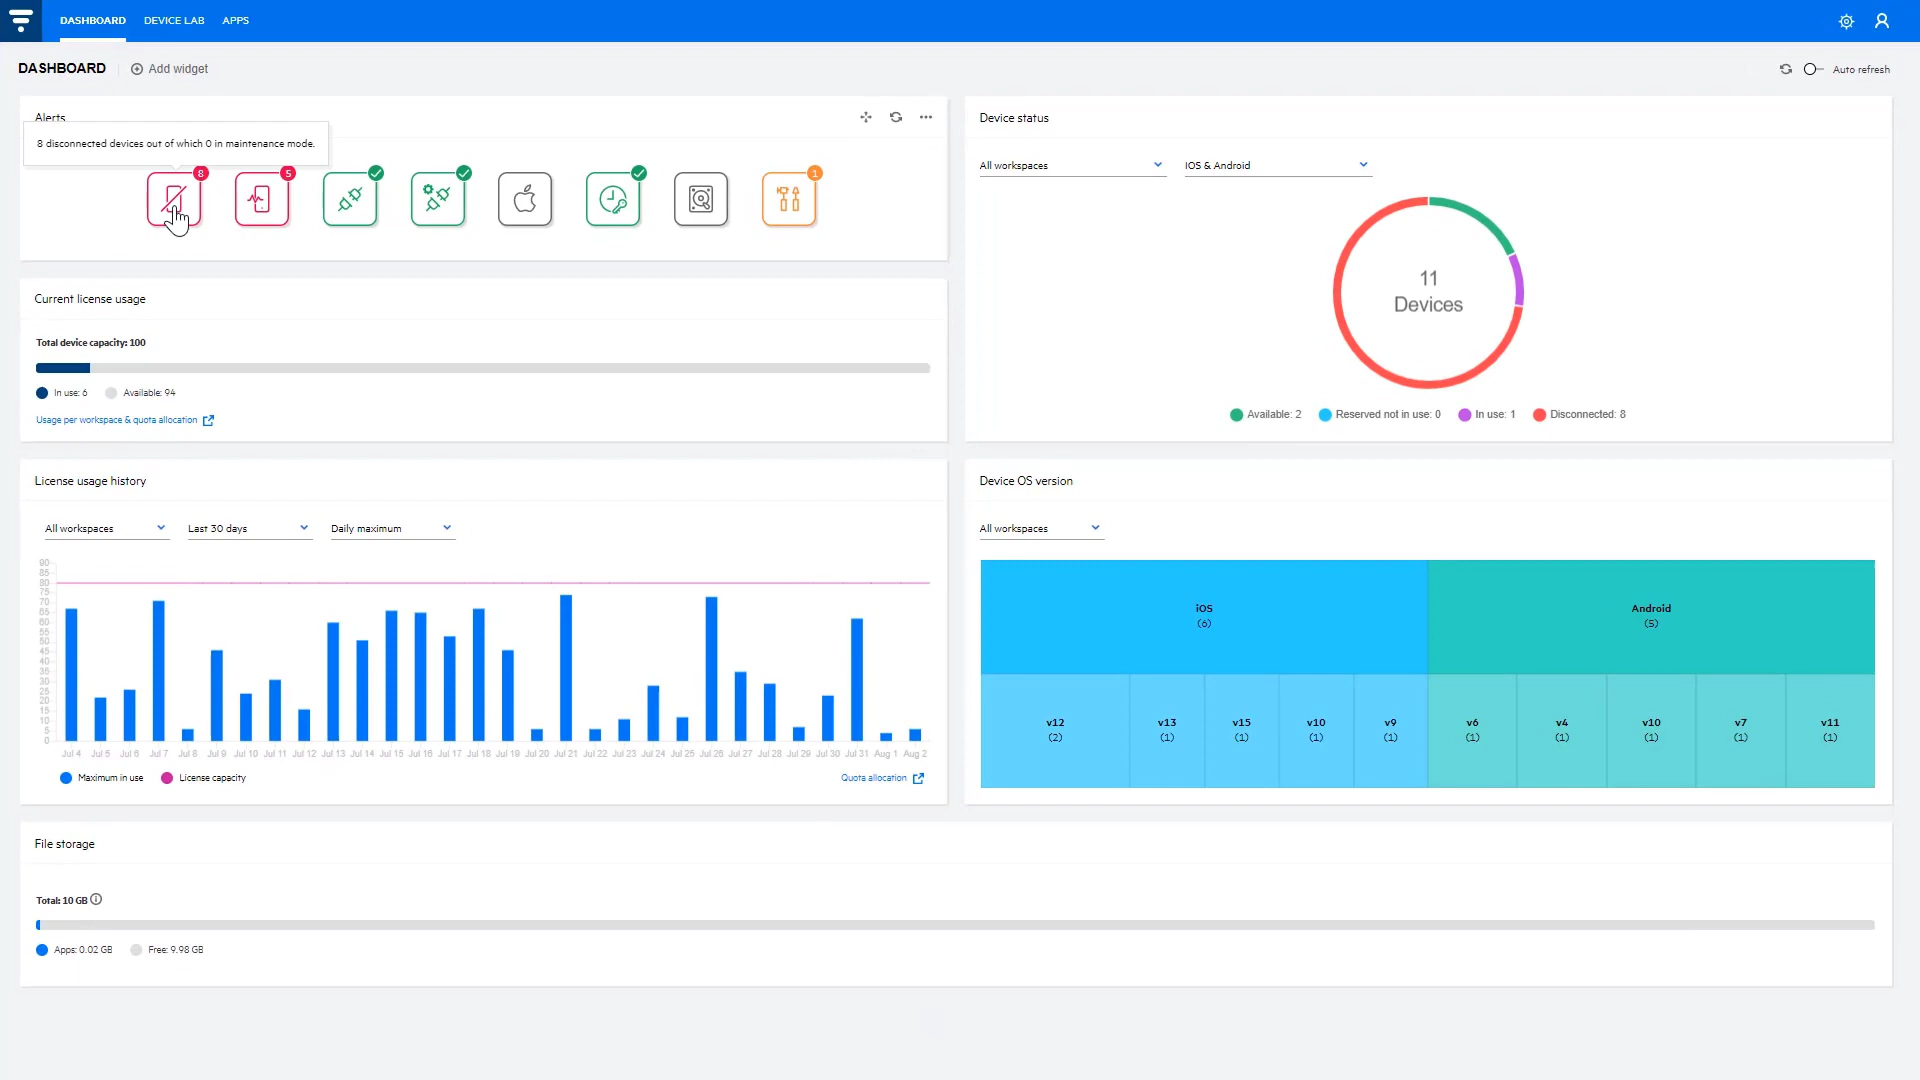 DASHBOARD DEVICE LAB APPS
DASHBOARD Add widget Auto refresh
Alerts
8 disconnected devices out of which 0 in maintenance mode.
8 5 1
Current license usage
Total device capacity: 100
In use: 6 Available: 94
Usage per workspace & quota allocation
Device status
All workspaces IOS & Android
11
Devices
Available: 2 Reserved not in use: 0 In use: 1 Disconnected: 8
License usage history
All workspaces Last 30 days Daily maximum
90
85
80
75
70
65
60
55
50
45
40
35
30
25
20
15
10
5
0
Jul 4 Jul 5 Jul 6 Jul 7 Jul 8 Jul 9 Jul 10 Jul 11 Jul 12 Jul 13 Jul 14 Jul 15 Jul 16 Jul 17 Jul 18 Jul 19 Jul 20 Jul 21 Jul 22 Jul 23 Jul 24 Jul 25 Jul 26 Jul 27 Jul 28 Jul 29 Jul 30 Jul 31 Aug 1 Aug 2
Maximum in use License capacity Quota allocation
Device OS version
All workspaces
iOS
(6)
Android
(5)
v12 v13 v15 v10 v9 v6 v4 v10 v7 v11
(2) (1) (1) (1) (1) (1) (1) (1) (1) (1)
File storage
Total: 10 GB
Apps: 0.02 GB Free: 9.98 GB